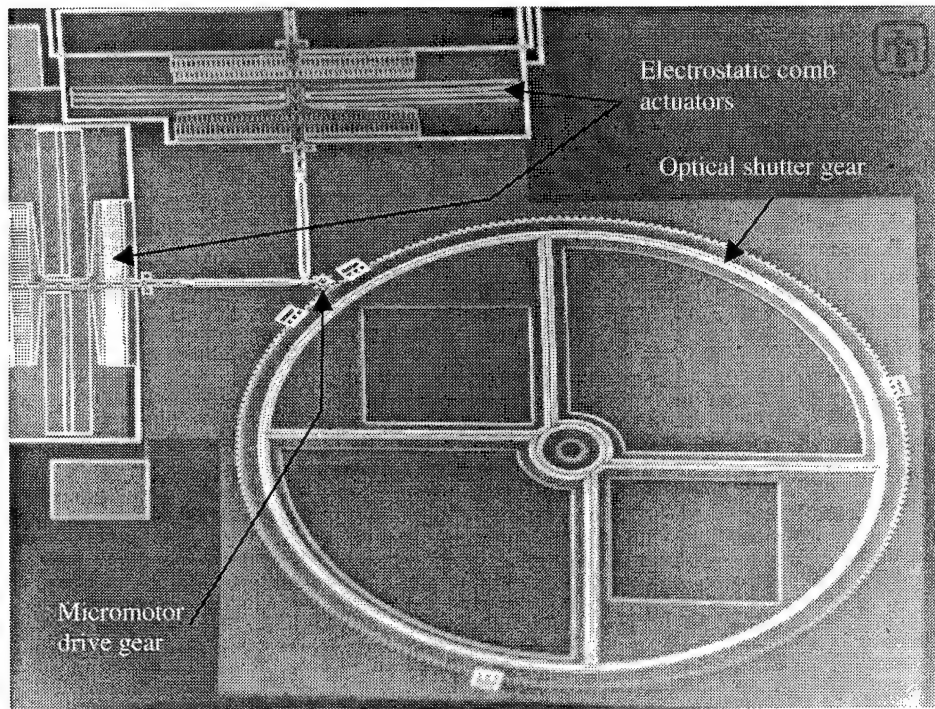 Electrostatic comb
actuators
Optical shutter gear
Micromotor
drive gear